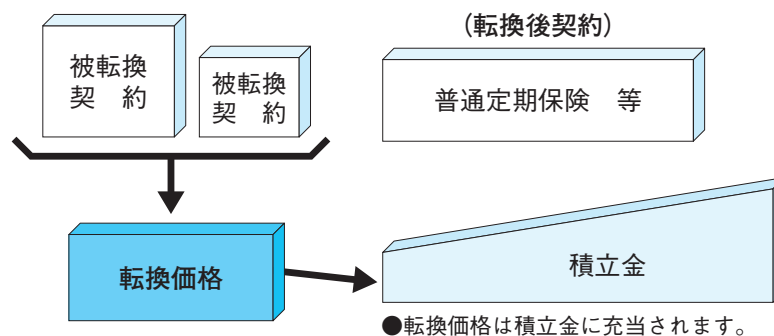 (転換後契約)
被転換
契　約
被転換
契　約
普通定期保険　等
転換価格
積立金
●転換価格は積立金に充当されます。